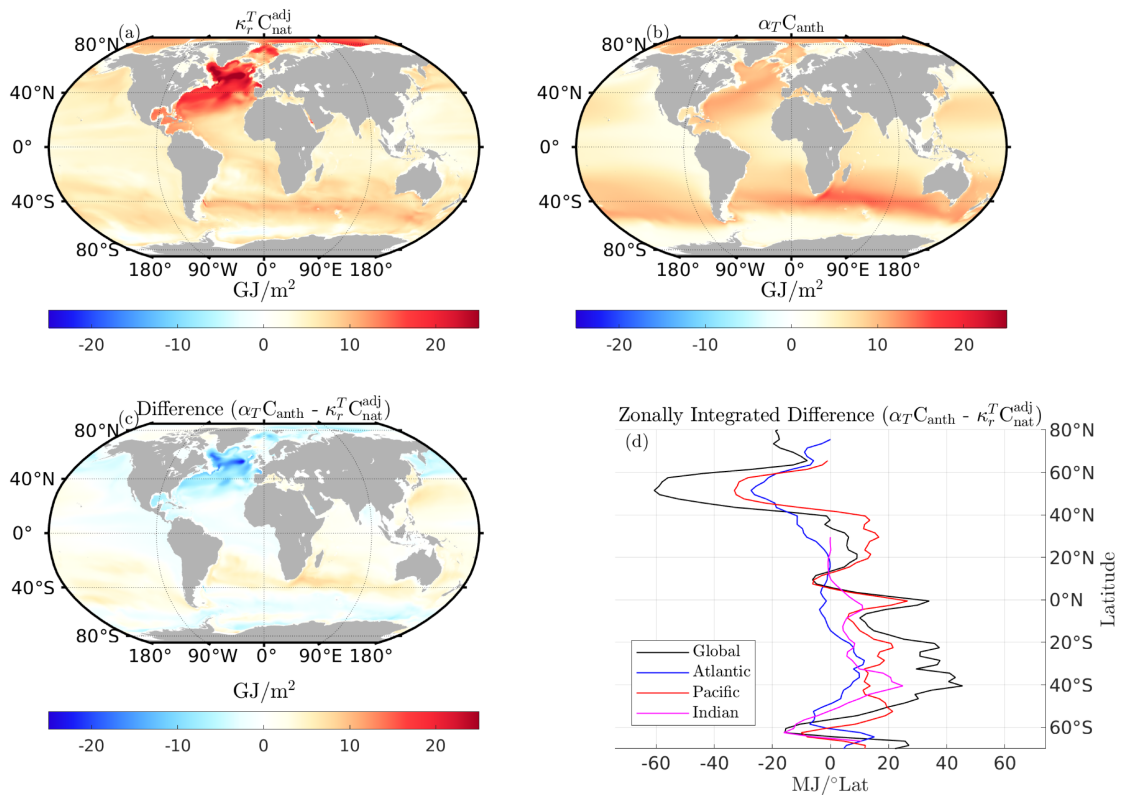 κ_r^T C_nat^adj
(a)
80°N
40°N
0°
40°S
80°S
180° 90°W 0° 90°E 180°
GJ/m²
-20 -10 0 10 20
α_T C_anth
(b)
80°N
40°N
0°
40°S
80°S
180° 90°W 0° 90°E 180°
GJ/m²
-20 -10 0 10 20
Difference (α_T C_anth - κ_r^T C_nat^adj)
(c)
80°N
40°N
0°
40°S
80°S
180° 90°W 0° 90°E 180°
GJ/m²
-20 -10 0 10 20
Zonally Integrated Difference (α_T C_anth - κ_r^T C_nat^adj)
(d)
80°N
60°N
40°N
20°N
0°N
20°S
40°S
60°S
Latitude
Global
Atlantic
Pacific
Indian
-60 -40 -20 0 20 40 60
MJ/°Lat